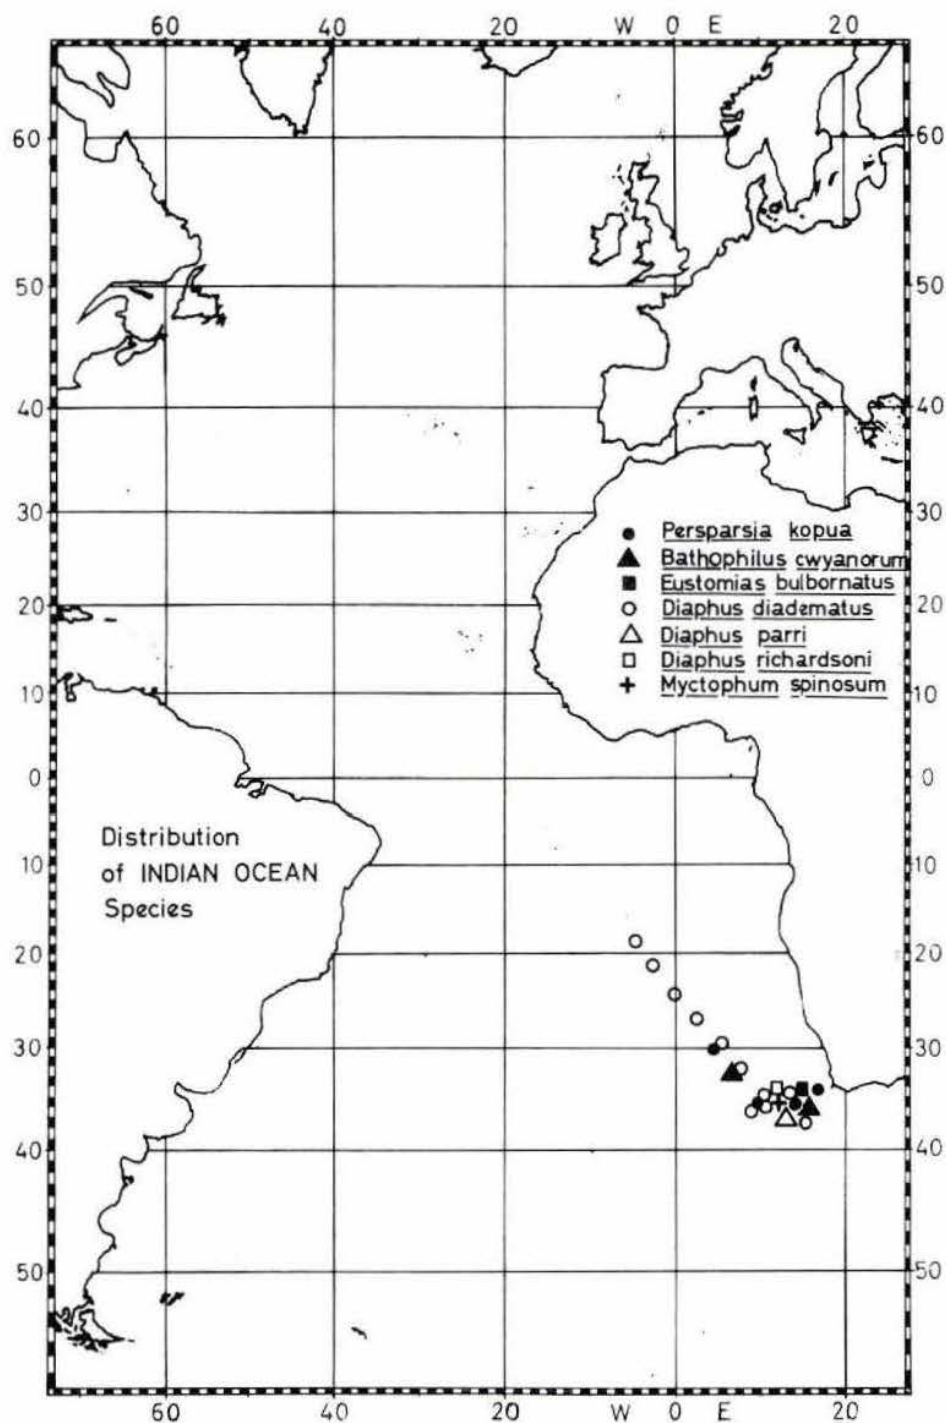 60 40 20 W 0 E 20
60 60
50 50
40 40
30 30
Persparsia kopua
Bathophilus cwyanorum
Eustomias bulbornatus
20 Diaphus diadematus 20
Diaphus parri
Diaphus richardsoni
10 Myctophum spinosum 10
0 0
Distribution
of INDIAN OCEAN
Species
10 10
20 20
30 30
40 40
50 50
60 40 20 W 0 E 20